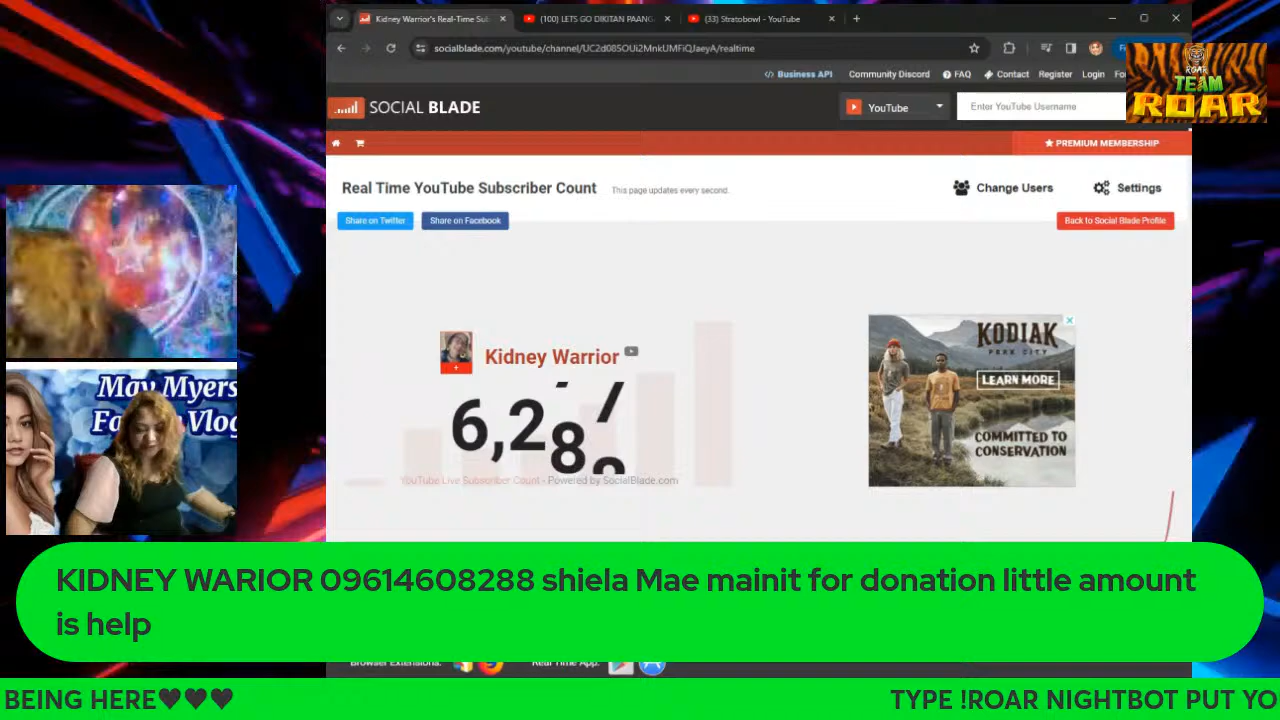 Kidney Warrior's Real-Time Sub
(100) LETS GO DIKITAN PAANG
(33) Stratobowl - YouTube
socialblade.com/youtube/channel/UC2d085OUi2MnkUMFiQJaeyA/realtime
Business API
Community Discord
FAQ
Contact
Register
Login
ROAR
TEAM
ROAR
SOCIAL BLADE
YouTube
Enter YouTube Username
PREMIUM MEMBERSHIP
Real Time YouTube Subscriber Count
This page updates every second.
Change Users
Settings
Share on Twitter
Share on Facebook
Back to Social Blade Profile
Kidney Warrior
6,28
YouTube Live Subscriber Count - Powered by SocialBlade.com
KODIAK
PARK CITY
LEARN MORE
COMMITTED TO
CONSERVATION
May Myers
Vlog
KIDNEY WARIOR 09614608288 shiela Mae mainit for donation little amount
is help
Browser Extensions:
Real Time App:
BEING HERE♥♥♥
TYPE !ROAR NIGHTBOT PUT YO